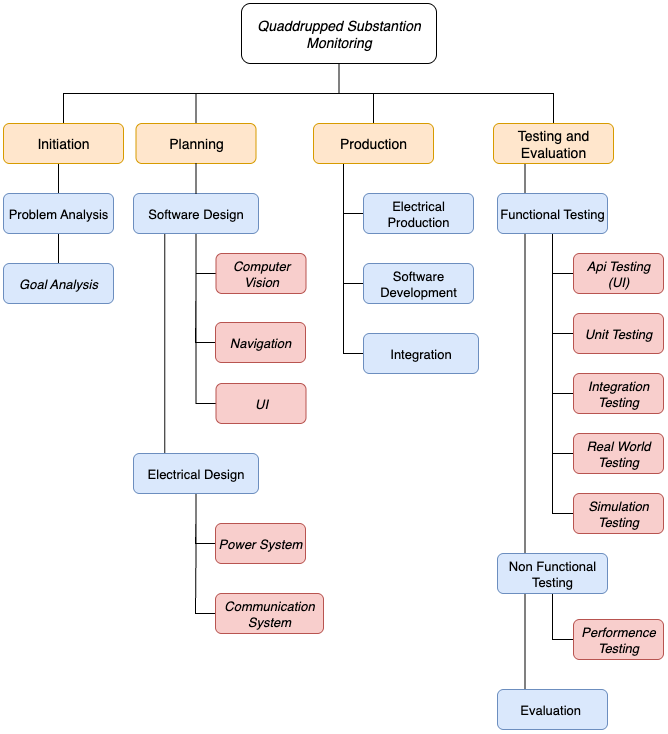 Quaddrupped Substantion
Monitoring
Initiation
Planning
Production
Testing and
Evaluation
Problem Analysis
Goal Analysis
Software Design
Computer
Vision
Navigation
UI
Electrical Design
Power System
Communication
System
Electrical
Production
Software
Development
Integration
Functional Testing
Api Testing
(UI)
Unit Testing
Integration
Testing
Real World
Testing
Simulation
Testing
Non Functional
Testing
Performence
Testing
Evaluation